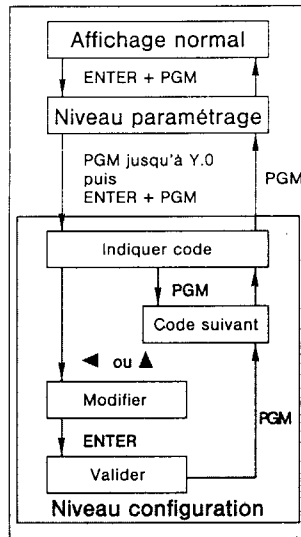 Affichage normal
ENTER + PGM
Niveau paramétrage
PGM jusqu'à Y.0
puis
ENTER + PGM
PGM
Indiquer code
PGM
Code suivant
◄ ou ▲
Modifier
PGM
ENTER
Valider
Niveau configuration